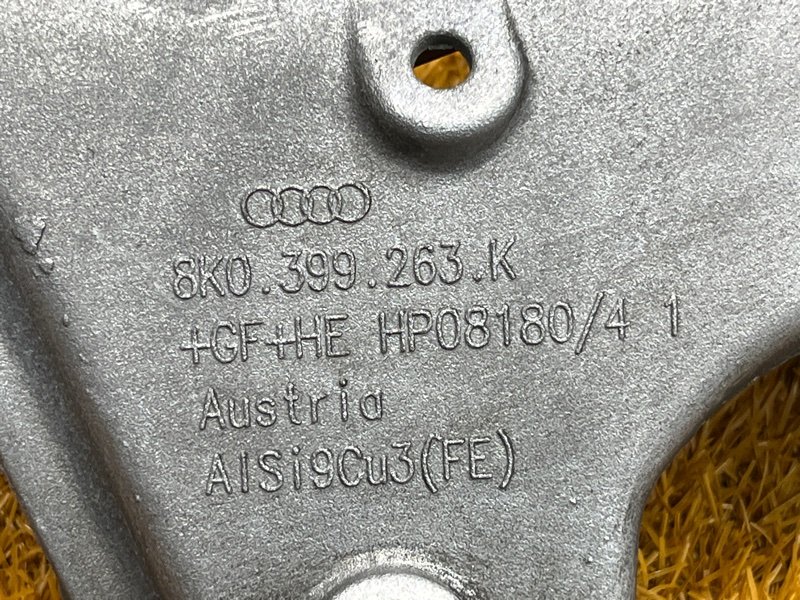 8K0.399.263.K
+GF+HE HP08180/4 1
Austria
AlSi9Cu3(FE)